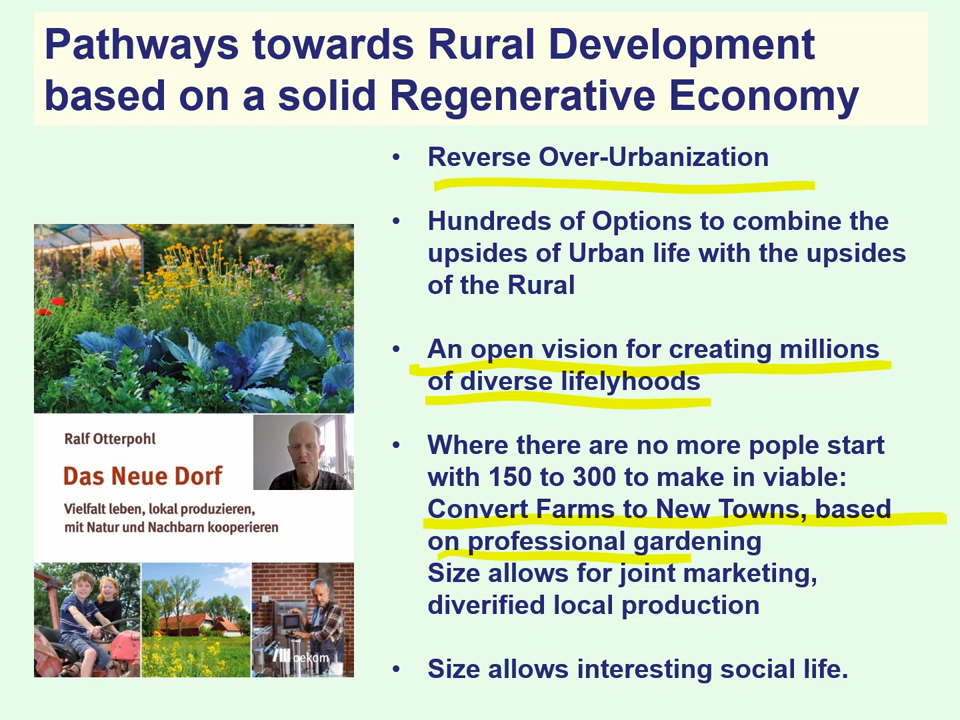 Pathways towards Rural Development
based on a solid Regenerative Economy
• Reverse Over-Urbanization
• Hundreds of Options to combine the
upsides of Urban life with the upsides
of the Rural
• An open vision for creating millions
of diverse lifelyhoods
• Where there are no more pople start
with 150 to 300 to make in viable:
Convert Farms to New Towns, based
on professional gardening
Size allows for joint marketing,
diverified local production
• Size allows interesting social life.
Ralf Otterpohl
Das Neue Dorf
Vielfalt leben, lokal produzieren,
mit Natur und Nachbarn kooperieren
oekom